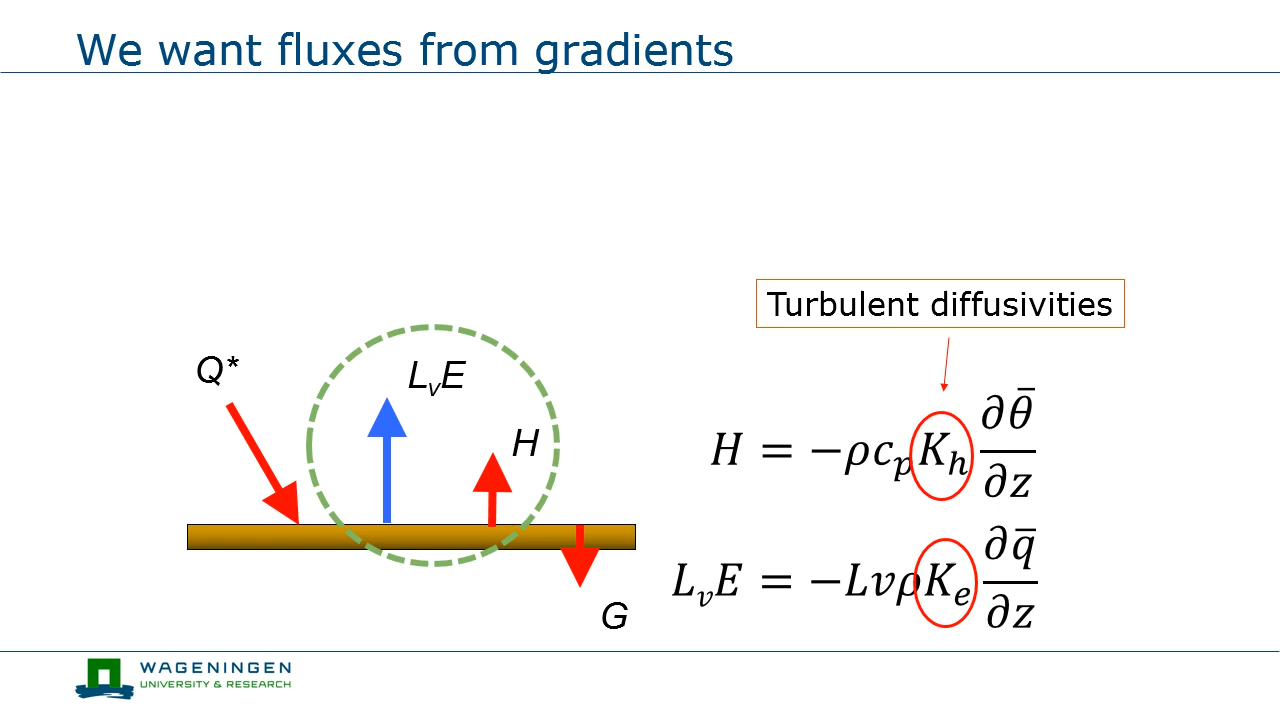 We want fluxes from gradients
Turbulent diffusivities
Q*
LᵥE
H
G
H = −ρcₚKₕ ∂θ̄/∂z
LᵥE = −LvρKₑ ∂q̄/∂z
WAGENINGEN
UNIVERSITY & RESEARCH